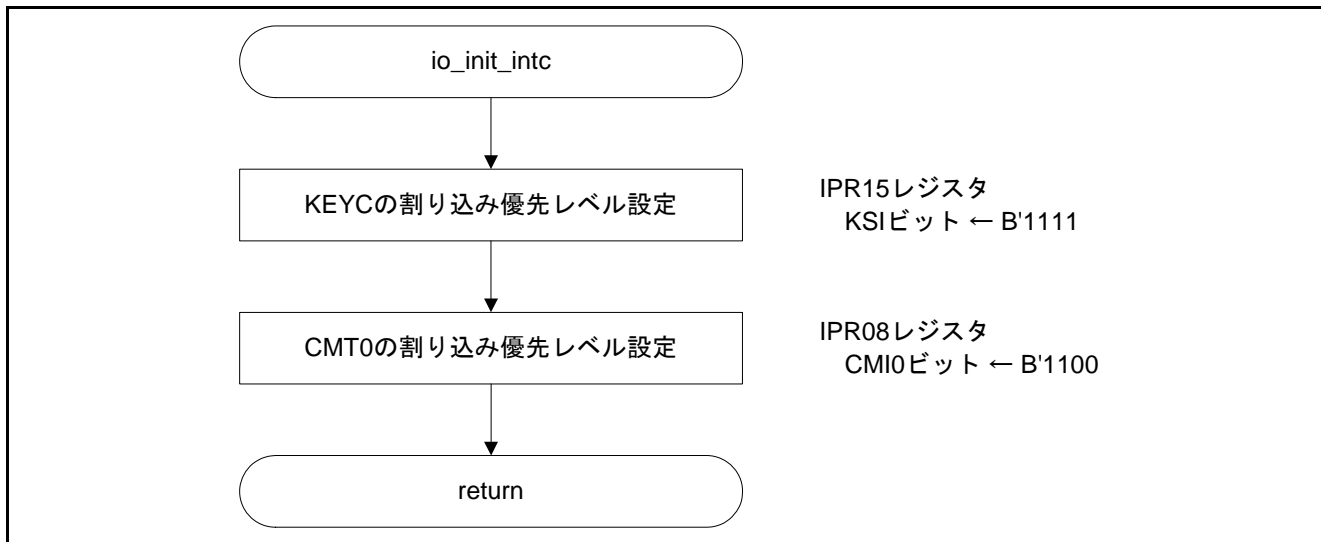 io_init_intc
KEYCの割り込み優先レベル設定
IPR15レジスタ
KSIビット ← B'1111
CMT0の割り込み優先レベル設定
IPR08レジスタ
CMI0ビット ← B'1100
return